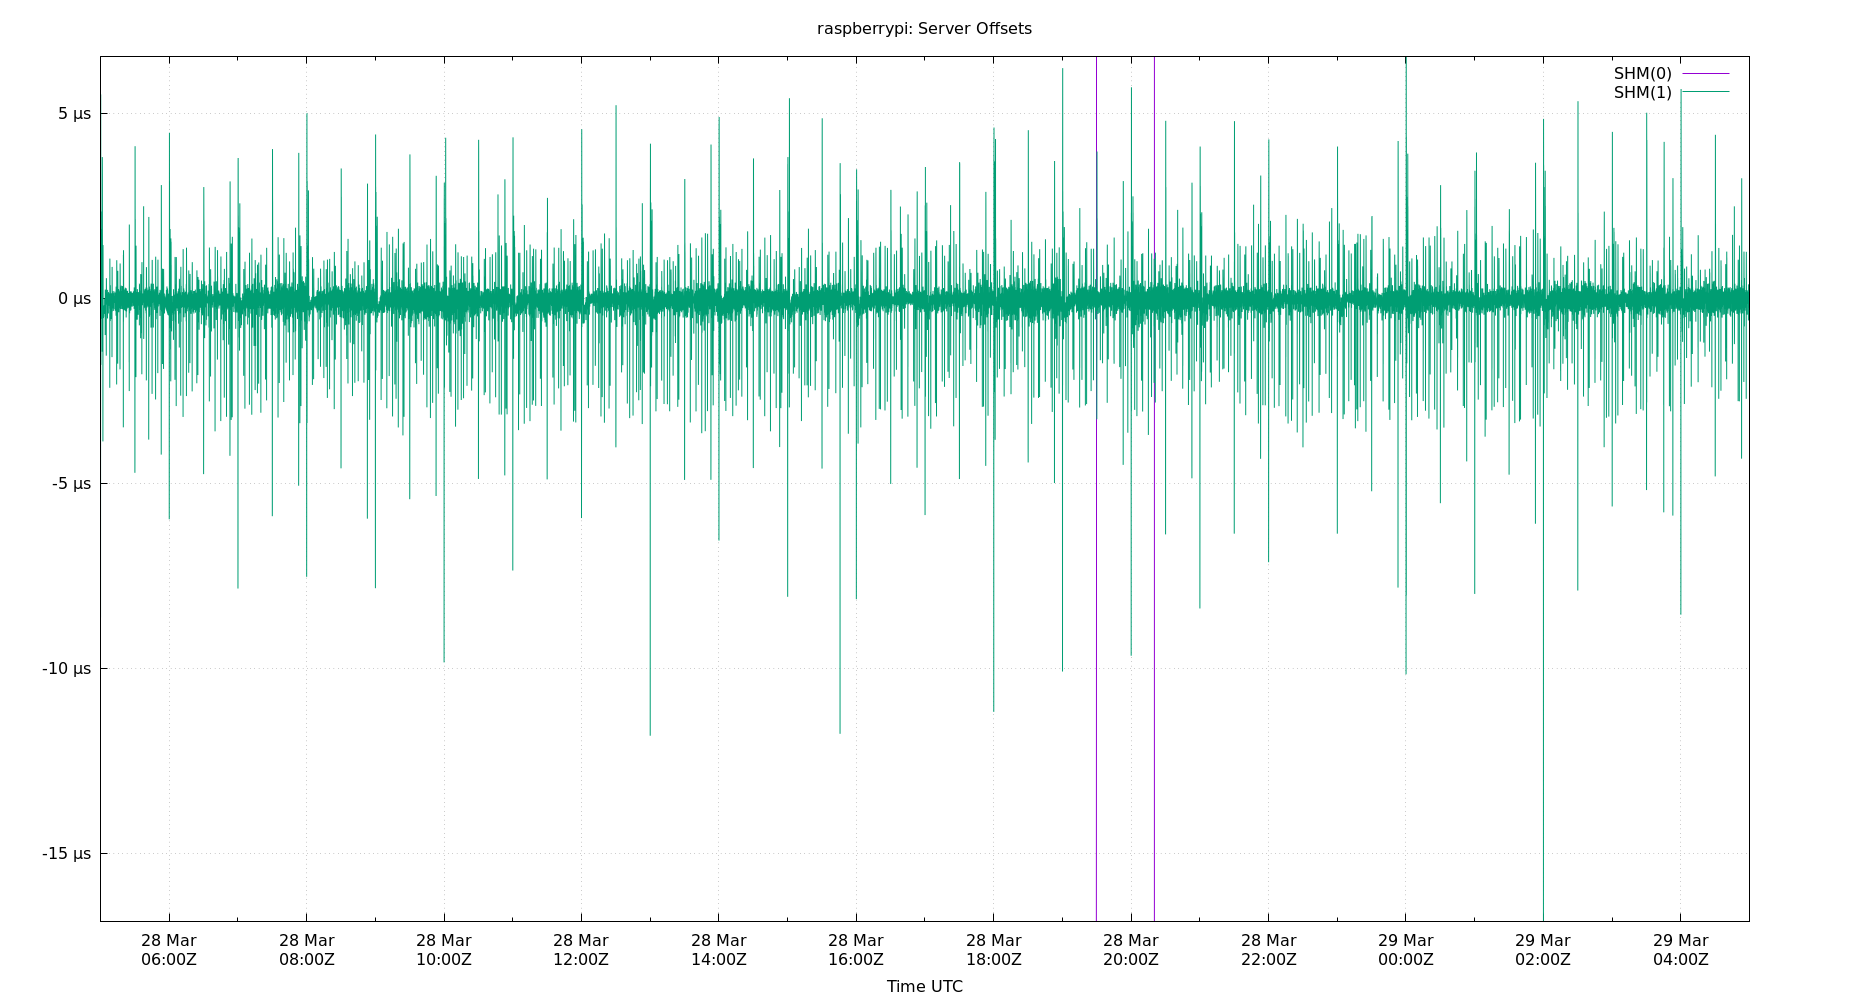 raspberrypi: Server Offsets
SHM(0)
SHM(1)
5 µs
0 µs
-5 µs
-10 µs
-15 µs
28 Mar 28 Mar 28 Mar 28 Mar 28 Mar 28 Mar 28 Mar 28 Mar 28 Mar 29 Mar 29 Mar 29 Mar
06:00Z 08:00Z 10:00Z 12:00Z 14:00Z 16:00Z 18:00Z 20:00Z 22:00Z 00:00Z 02:00Z 04:00Z
Time UTC